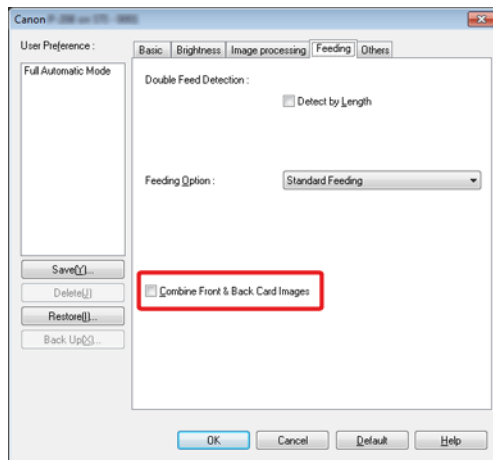 Canon
User Preference :
Full Automatic Mode
Save(Y)...
Delete(J)
Restore(I)...
Back Up(X)...
Basic
Brightness
Image processing
Feeding
Others
Double Feed Detection :
Detect by Length
Feeding Option :
Standard Feeding
Combine Front & Back Card Images
OK
Cancel
Default
Help